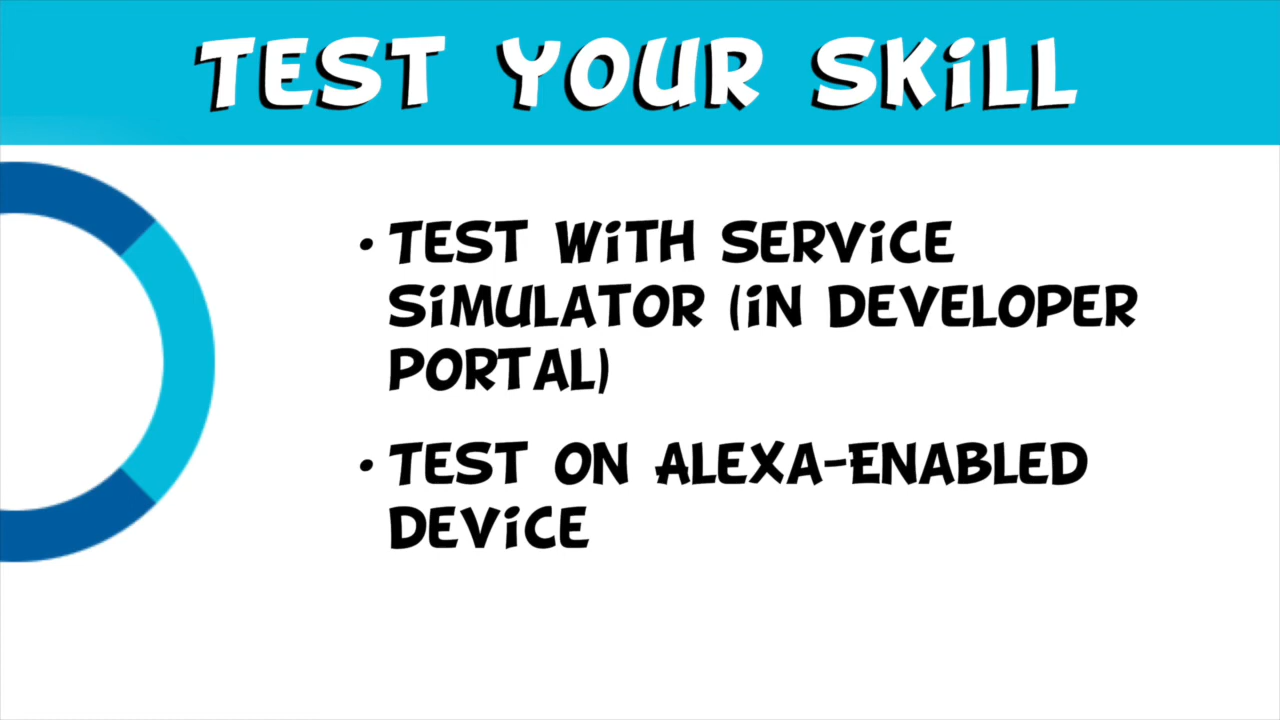 TEST YOUR SKiLL
• TEST WiTH SERViCE
SiMULATOR (iN DEVELOPER
PORTAL)
• TEST ON ALEXA-ENABLED
DEViCE